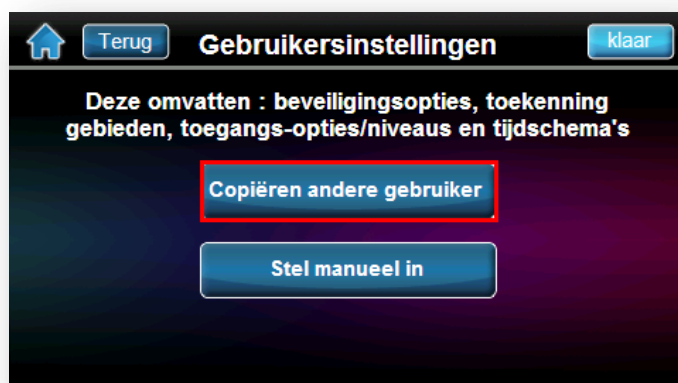 Terug
Gebruikersinstellingen
klaar
Deze omvatten : beveiligingsopties, toekenning
gebieden, toegangs-opties/niveaus en tijdschema's
Copiëren andere gebruiker
Stel manueel in